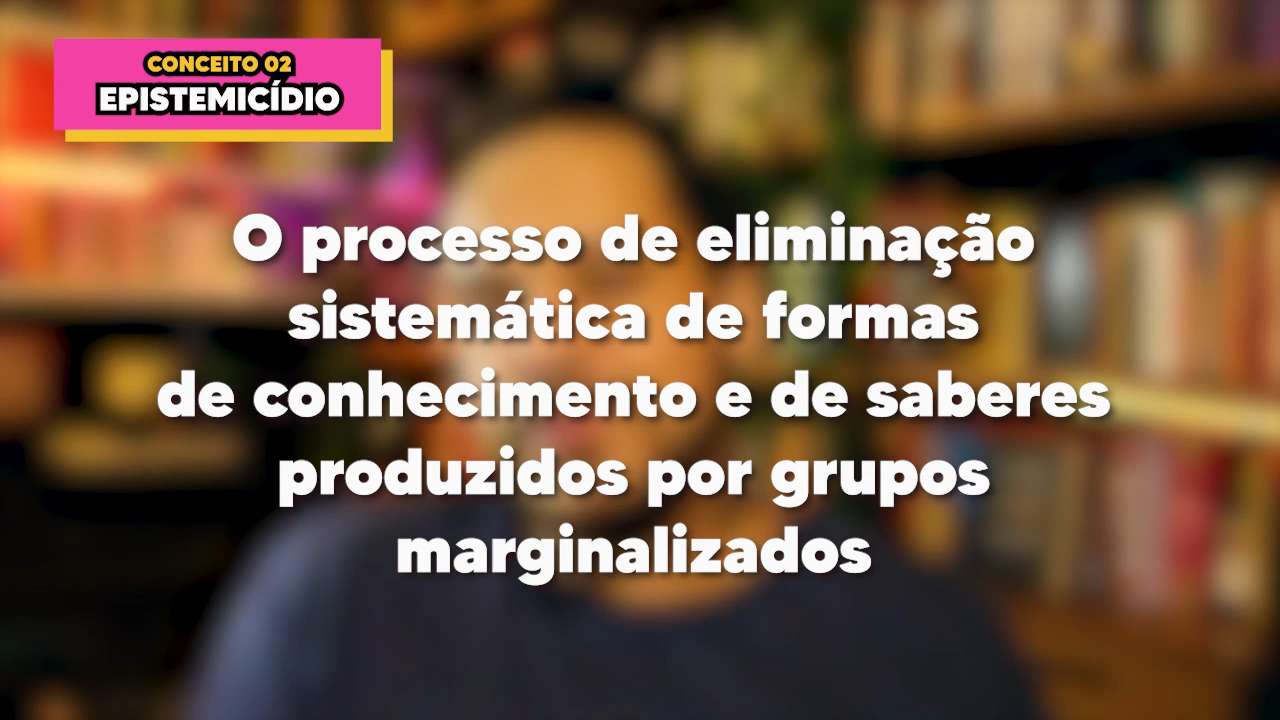 CONCEITO 02
EPISTEMICÍDIO
O processo de eliminação
sistemática de formas
de conhecimento e de saberes
produzidos por grupos
marginalizados